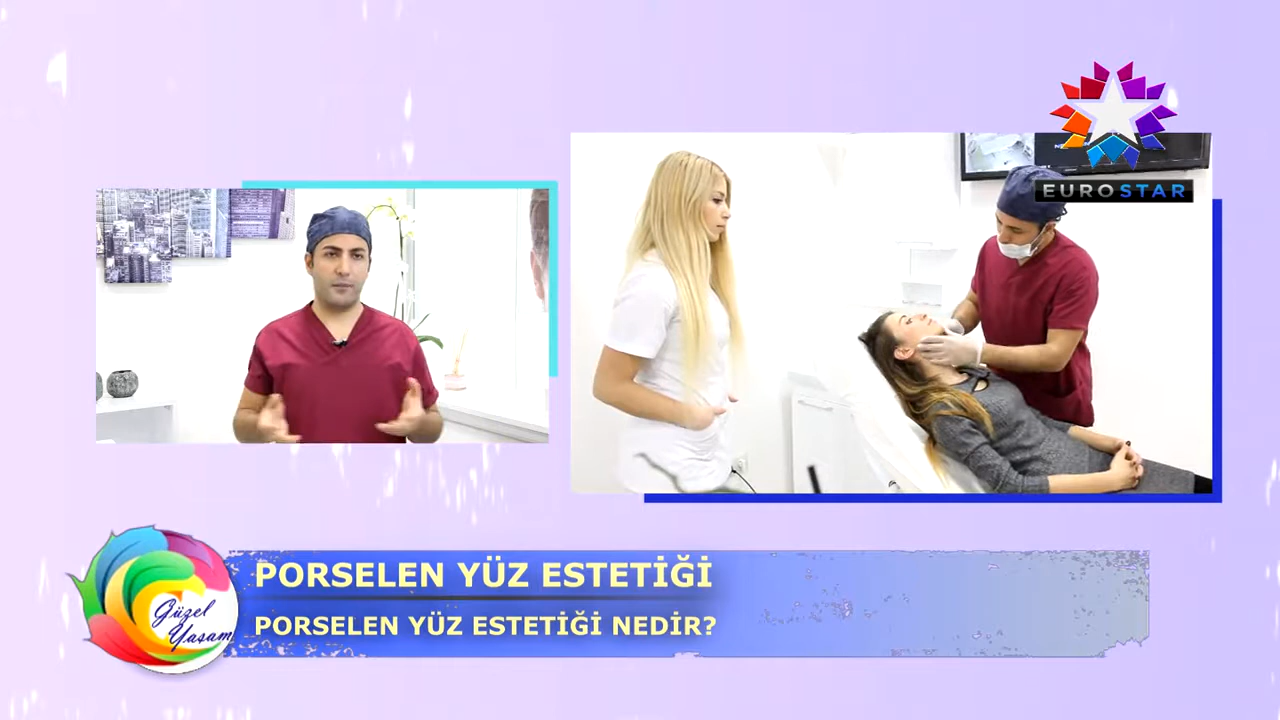 EUROSTAR
PORSELEN YÜZ ESTETİĞİ
PORSELEN YÜZ ESTETİĞİ NEDİR?
Güzel
Yaşam